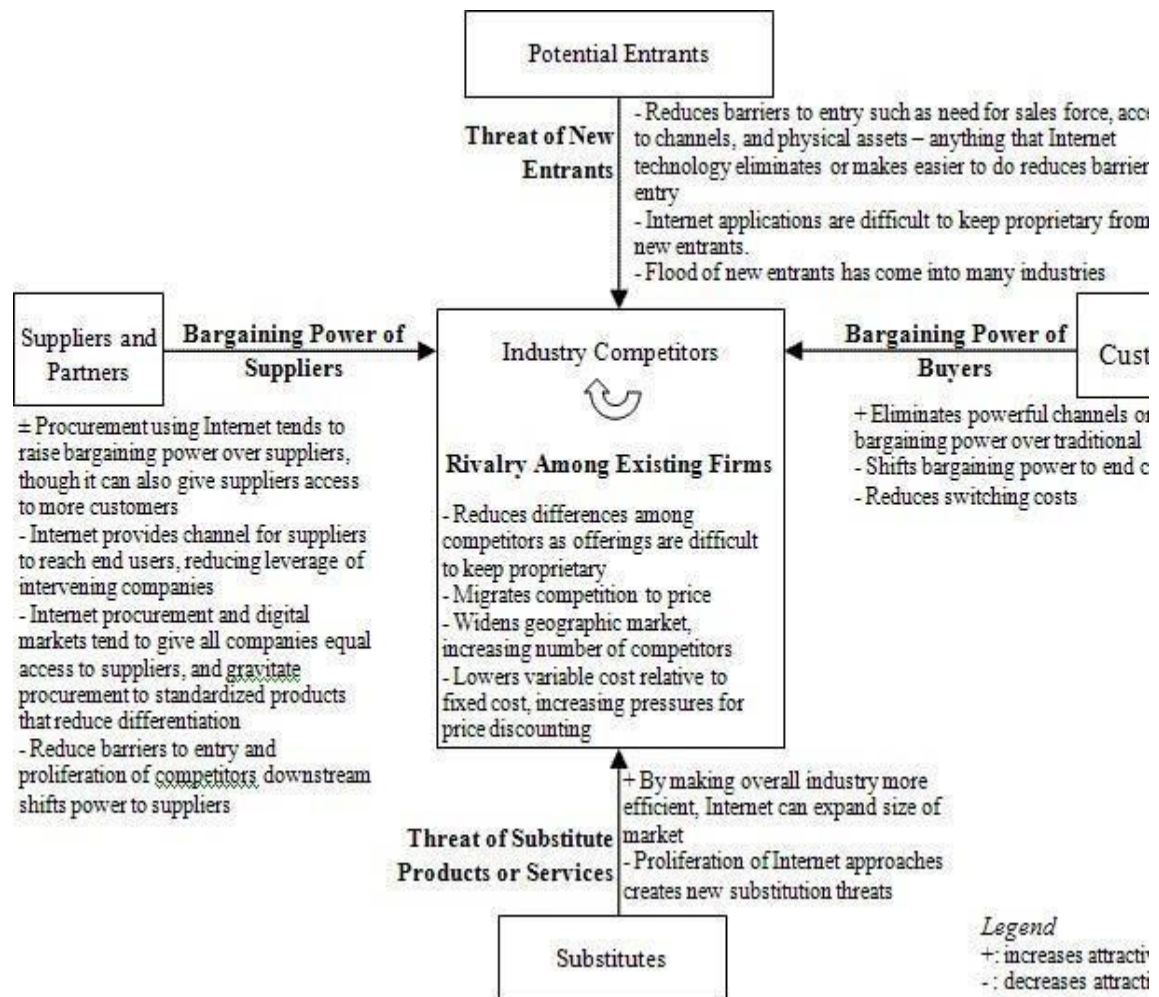 Potential Entrants
Threat of New
Entrants
- Reduces barriers to entry such as need for sales force,
to channels, and physical assets – anything that Internet
technology eliminates or makes easier to do reduces
entry
- Internet applications are difficult to keep proprietary from
new entrants.
- Flood of new entrants has come into many industries
Suppliers and
Partners
Bargaining Power of
Suppliers
± Procurement using Internet tends to
raise bargaining power over suppliers,
though it can also give suppliers access
to more customers
- Internet provides channel for suppliers
to reach end users, reducing leverage of
intervening companies
- Internet procurement and digital
markets tend to give all companies equal
access to suppliers, and gravitate
procurement to standardized products
that reduce differentiation
- Reduce barriers to entry and
proliferation of competitors downstream
shifts power to suppliers
Industry Competitors
Rivalry Among Existing Firms
- Reduces differences among
competitors as offerings are difficult
to keep proprietary
- Migrates competition to price
- Widens geographic market,
increasing number of competitors
- Lowers variable cost relative to
fixed cost, increasing pressures for
price discounting
Bargaining Power of
Buyers
+ Eliminates powerful channels or
bargaining power over traditional
- Shifts bargaining power to end
- Reduces switching costs
+ By making overall industry more
efficient, Internet can expand size of
market
- Proliferation of Internet approaches
creates new substitution threats
Threat of Substitute
Products or Services
Substitutes
Legend
+: increases
-: decreases